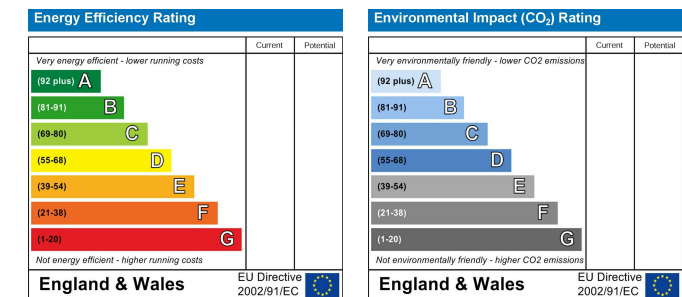 Energy Efficiency Rating
Current Potential
Very energy efficient - lower running costs
(92 plus) A
(81-91) B
(69-80) C
(55-68) D
(39-54) E
(21-38) F
(1-20) G
Not energy efficient - higher running costs
England & Wales
EU Directive
2002/91/EC
Environmental Impact (CO₂) Rating
Current Potential
Very environmentally friendly - lower CO2 emissions
(92 plus) A
(81-91) B
(69-80) C
(55-68) D
(39-54) E
(21-38) F
(1-20) G
Not environmentally friendly - higher CO2 emissions
England & Wales
EU Directive
2002/91/EC